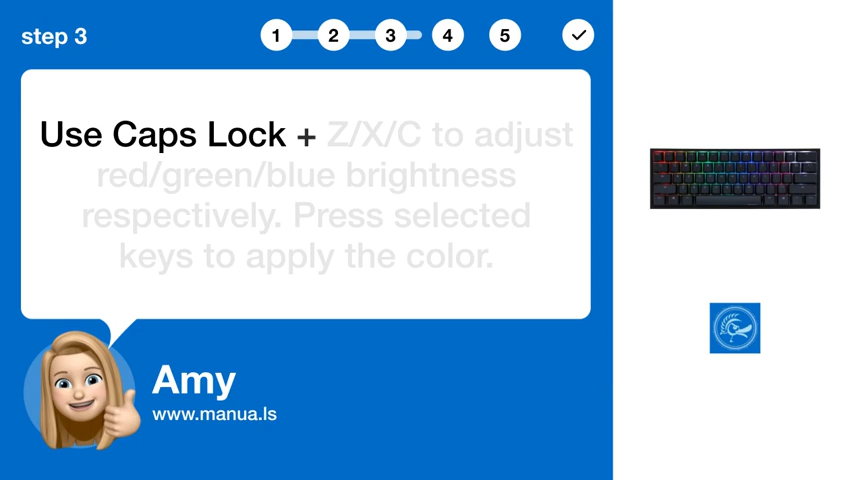 step 3
1 2 3 4 5
Use Caps Lock + Z/X/C to adjust
red/green/blue brightness
respectively. Press selected
keys to apply the color.
Amy
www.manua.ls